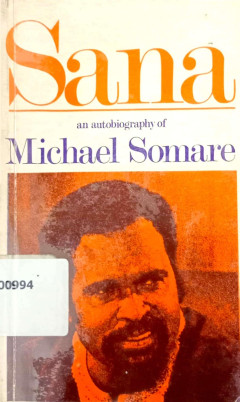 Sana
an autobiography of
Michael Somare
00994